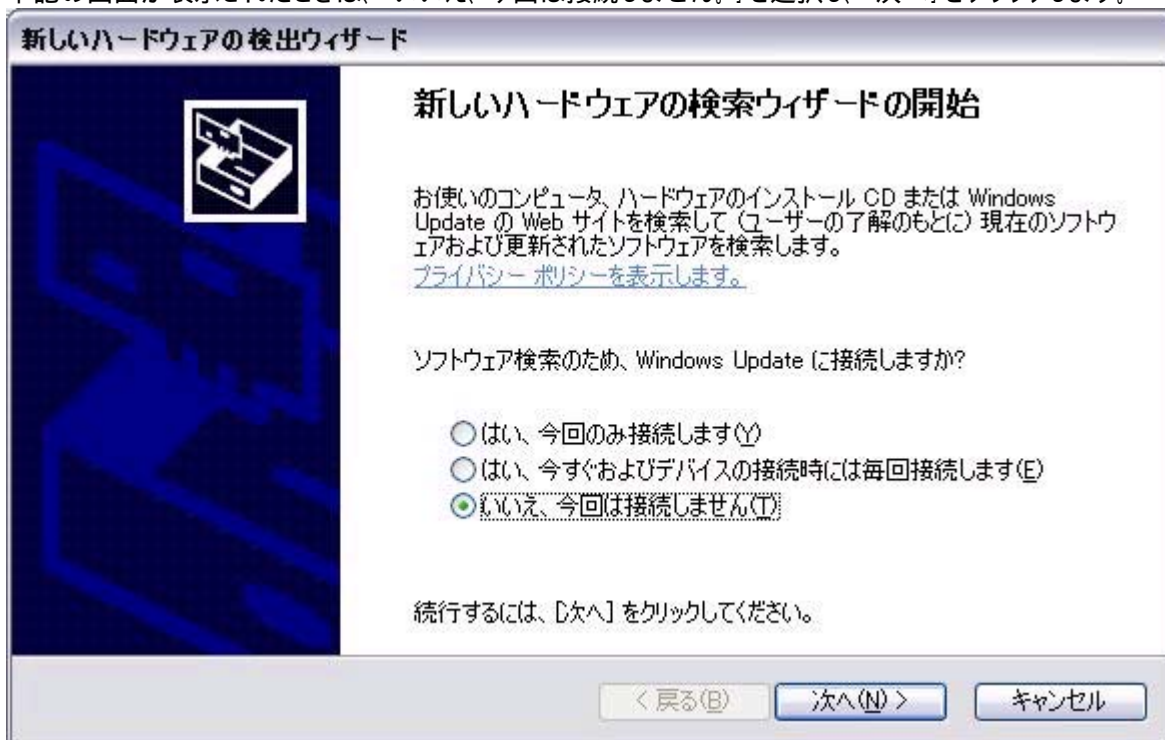 新しいハードウェアの検出ウィザード
新しいハードウェアの検索ウィザードの開始
お使いのコンピュータ、ハードウェアのインストール CD または Windows
Update の Web サイトを検索して (ユーザーの了解のもとに) 現在のソフトウ
ェアおよび更新されたソフトウェアを検索します。
プライバシー ポリシーを表示します。
ソフトウェア検索のため、Windows Update に接続しますか?
はい、今回のみ接続します(Y)
はい、今すぐおよびデバイスの接続時には毎回接続します(E)
いいえ、今回は接続しません(T)
続行するには、[次へ] をクリックしてください。
< 戻る(B) 次へ(N) > キャンセル